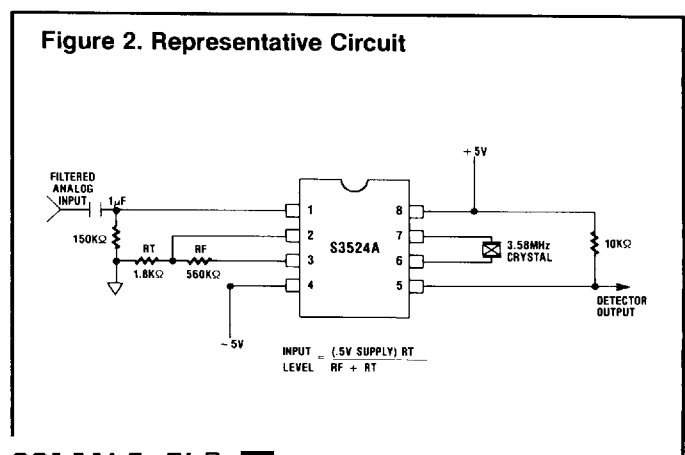 Figure 2. Representative Circuit
FILTERED
ANALOG
INPUT
1µF
150KΩ
RT
1.8KΩ
RF
560KΩ
- 5V
1
2
3
4
S3524A
8
7
6
5
+ 5V
3.58MHz
CRYSTAL
10KΩ
DETECTOR
OUTPUT
INPUT = (.5V SUPPLY) RT
LEVEL RF + RT